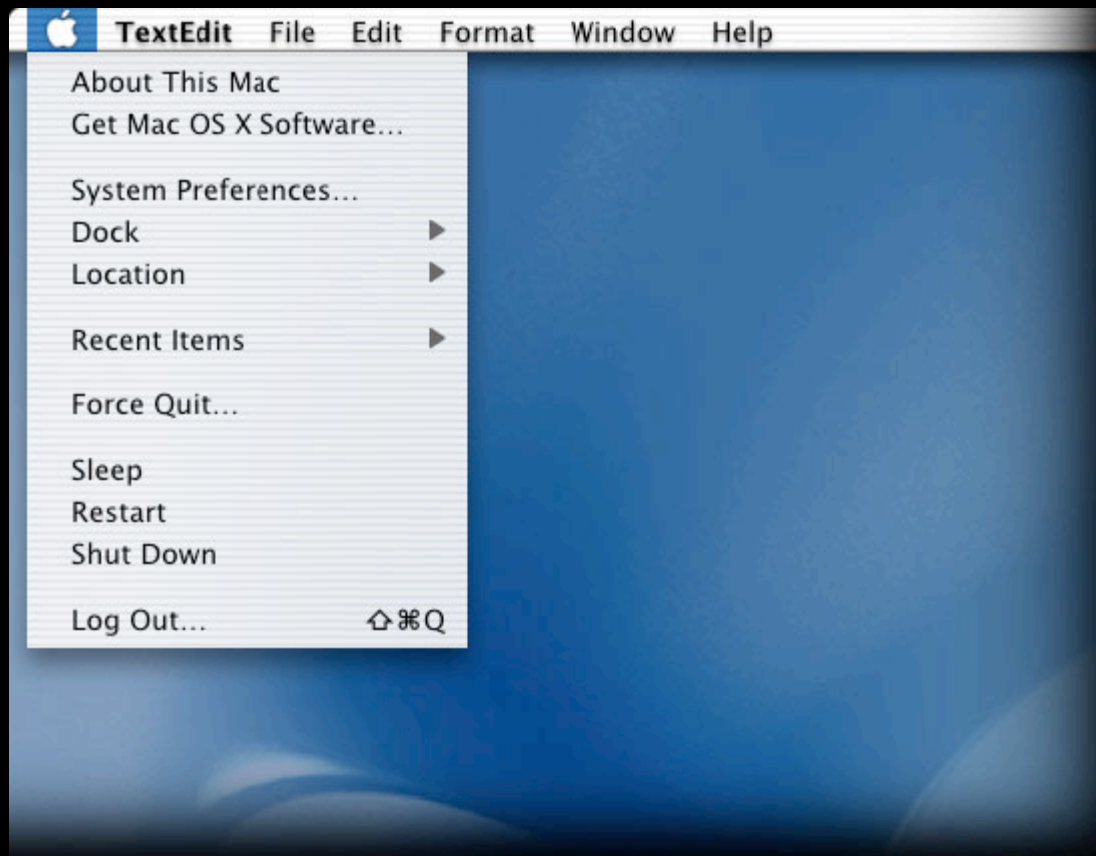 TextEdit File Edit Format Window Help
About This Mac
Get Mac OS X Software...
System Preferences...
Dock
Location
Recent Items
Force Quit...
Sleep
Restart
Shut Down
Log Out... ⇧⌘Q